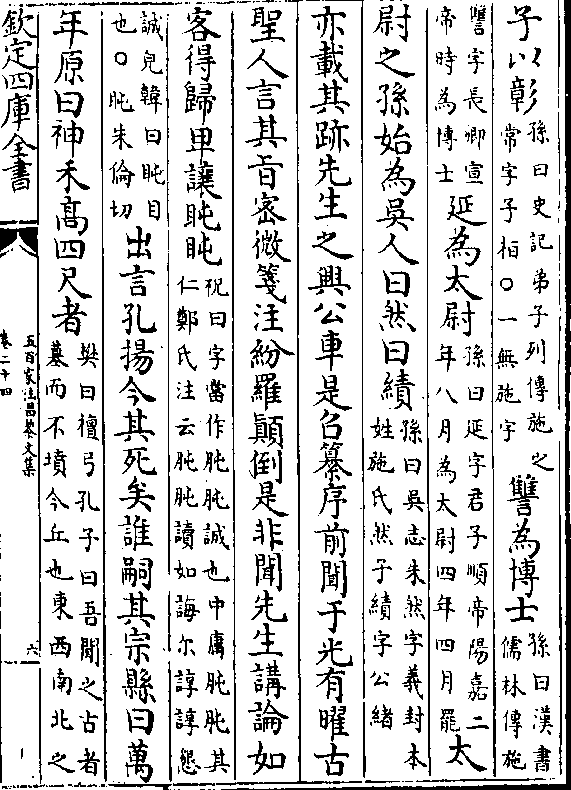 子以彰孫曰史記弟子列傳施之常字子栢○一無施字讐為博士孫曰漢書儒林傳施
讐字長卿宣帝時為博士延為太尉孫曰延字君子順帝陽嘉二年八月為太尉四年四月罷太
尉之孫始為吳人曰然曰績孫曰吳志朱然字義封本姓施氏然子績字公緒
亦載其跡先生之興公車是召纂序前聞于光有曜古
聖人言其旨密微箋注紛羅顛倒是非聞先生講論如
客得歸卑讓盹盹祝曰字當作肫肫誠也中庸肫肫其仁鄭氏注云肫肫讀如誨尔諄諄懇
誠皃韓曰盹目也○盹朱倫切出言孔揚今其死矣誰嗣其宗縣曰萬
年原曰神禾髙四尺者樊曰檀弓孔子曰吾聞之古者墓而不墳今丘也東西南北之
欽定四庫全書
五百家注昌黎文集
卷二十四
六